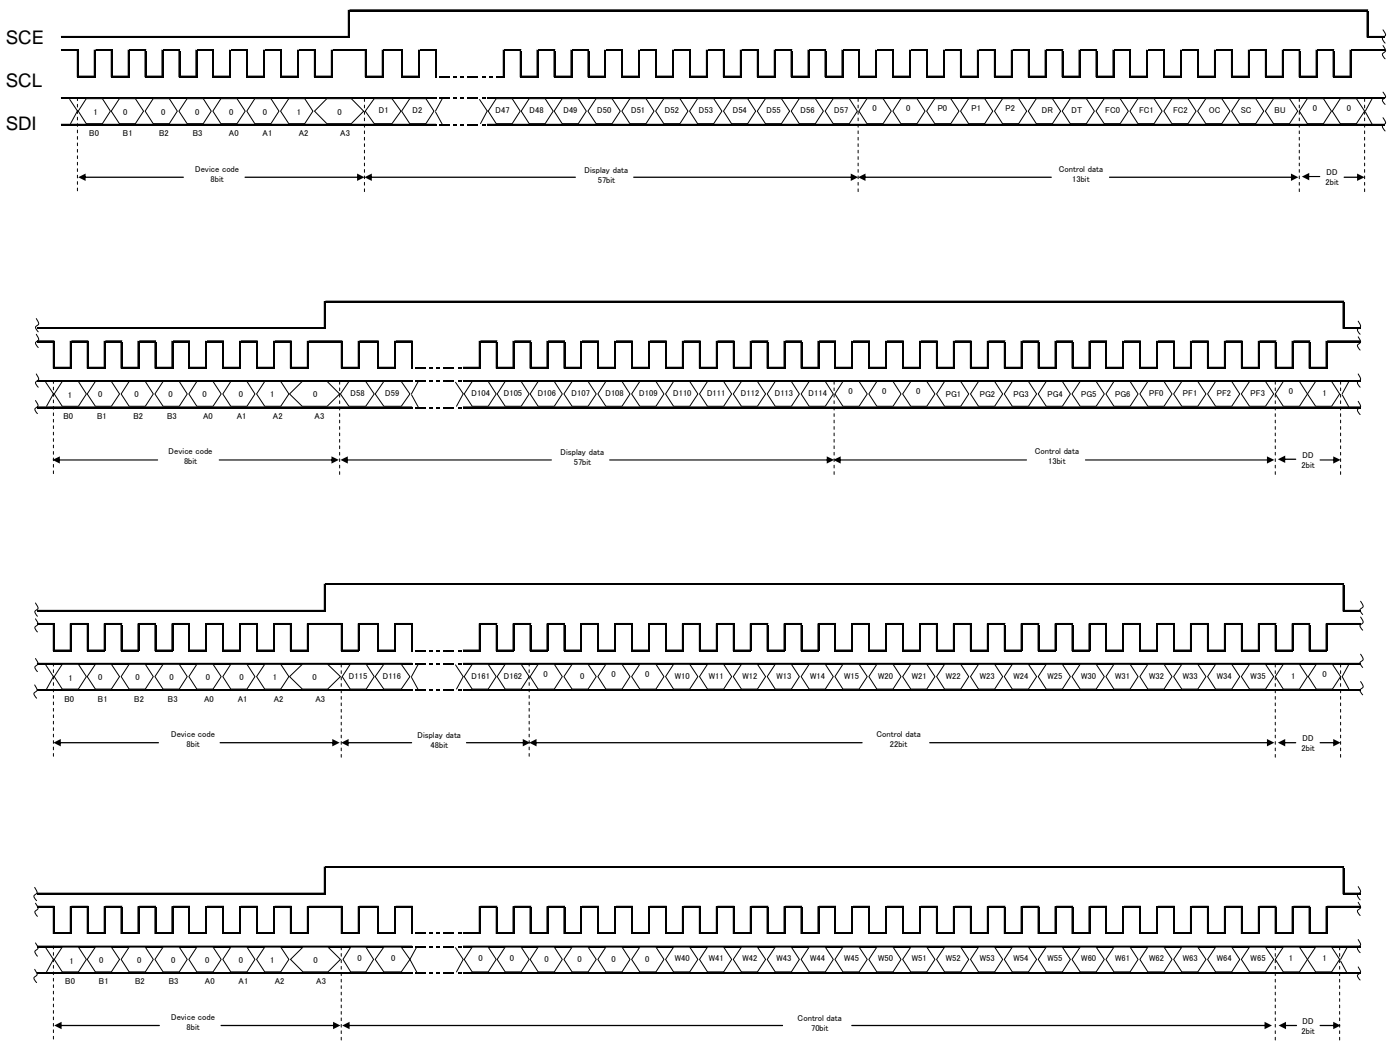 SCE
SCL
SDI
1 0 0 0 0 0 1 0 D1 D2 D47 D48 D49 D50 D51 D52 D53 D54 D55 D56 D57 0 0 P0 P1 P2 DR DT FC0 FC1 FC2 OC SC BU 0 0
B0 B1 B2 B3 A0 A1 A2 A3
Device code
8bit
Display data
57bit
Control data
13bit
DD
2bit
1 0 0 0 0 0 1 0 D58 D59 D104 D105 D106 D107 D108 D109 D110 D111 D112 D113 D114 0 0 0 PG1 PG2 PG3 PG4 PG5 PG6 PF0 PF1 PF2 PF3 0 1
B0 B1 B2 B3 A0 A1 A2 A3
Device code
8bit
Display data
57bit
Control data
13bit
DD
2bit
1 0 0 0 0 0 1 0 D115 D116 D161 D162 0 0 0 0 W10 W11 W12 W13 W14 W15 W20 W21 W22 W23 W24 W25 W30 W31 W32 W33 W34 W35 1 0
B0 B1 B2 B3 A0 A1 A2 A3
Device code
8bit
Display data
48bit
Control data
22bit
DD
2bit
1 0 0 0 0 0 1 0 0 0 0 0 0 0 0 0 W40 W41 W42 W43 W44 W45 W50 W51 W52 W53 W54 W55 W60 W61 W62 W63 W64 W65 1 1
B0 B1 B2 B3 A0 A1 A2 A3
Device code
8bit
Control data
70bit
DD
2bit